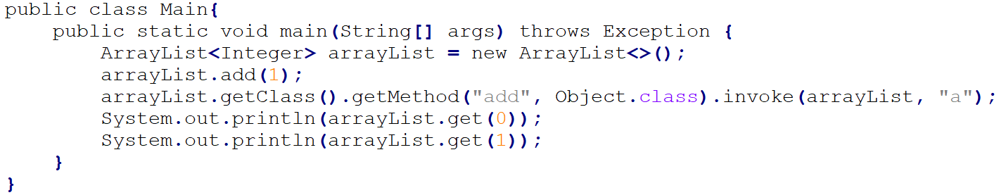 public class Main{
    public static void main(String[] args) throws Exception {
        ArrayList<Integer> arrayList = new ArrayList<>();
        arrayList.add(1);
        arrayList.getClass().getMethod("add", Object.class).invoke(arrayList, "a");
        System.out.println(arrayList.get(0));
        System.out.println(arrayList.get(1));
    }
}